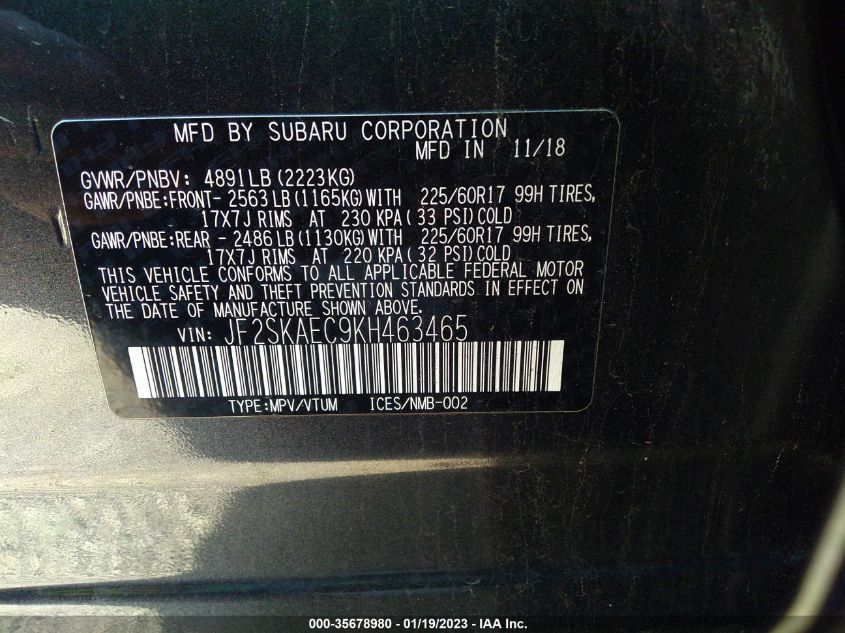 MFD BY SUBARU CORPORATION
MFD IN 11/18
GVWR/PNBV: 4891LB (2223KG)
GAWR/PNBE:FRONT- 2563 LB (1165KG)WITH 225/60R17 99H TIRES,
17X7J RIMS AT 230 KPA ( 33 PSI)COLD
GAWR/PNBE:REAR - 2486 LB (1130KG)WITH 225/60R17 99H TIRES,
17X7J RIMS AT 220 KPA ( 32 PSI)COLD
THIS VEHICLE CONFORMS TO ALL APPLICABLE FEDERAL MOTOR
VEHICLE SAFETY AND THEFT PREVENTION STANDARDS IN EFFECT ON
THE DATE OF MANUFACTURE SHOWN ABOVE.
VIN: JF2SKAEC9KH463465
TYPE:MPV/VTUM ICES/NMB-002
000-35678980 - 01/19/2023 - IAA Inc.